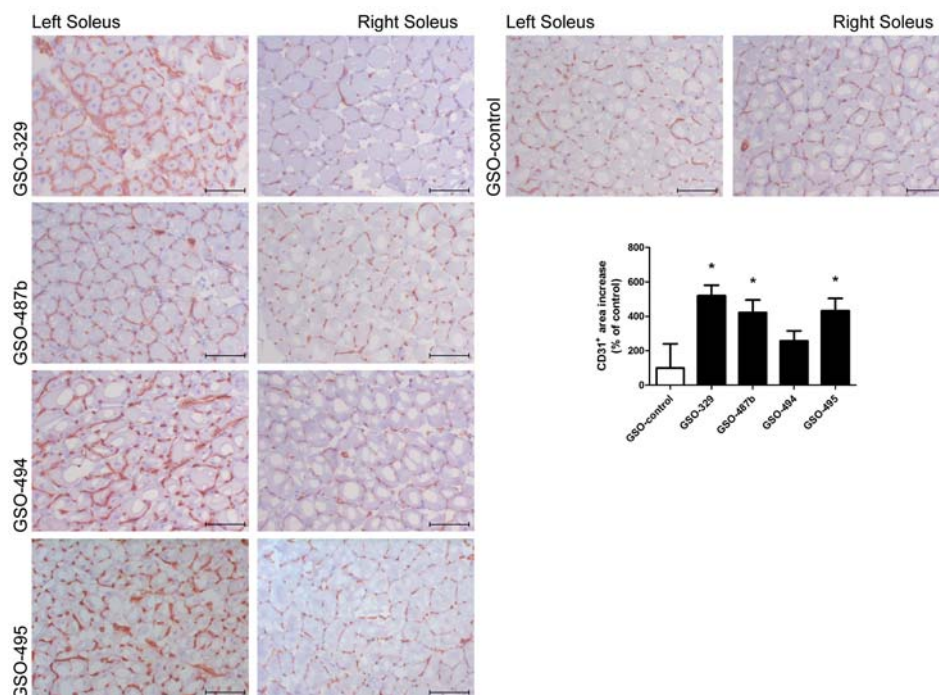 Left Soleus
Right Soleus
Left Soleus
Right Soleus
GSO-329
GSO-control
GSO-487b
GSO-494
GSO-495
CD31⁺ area increase
(% of control)
800
600
400
200
0
*
*
*
GSO-control
GSO-329
GSO-487b
GSO-494
GSO-495